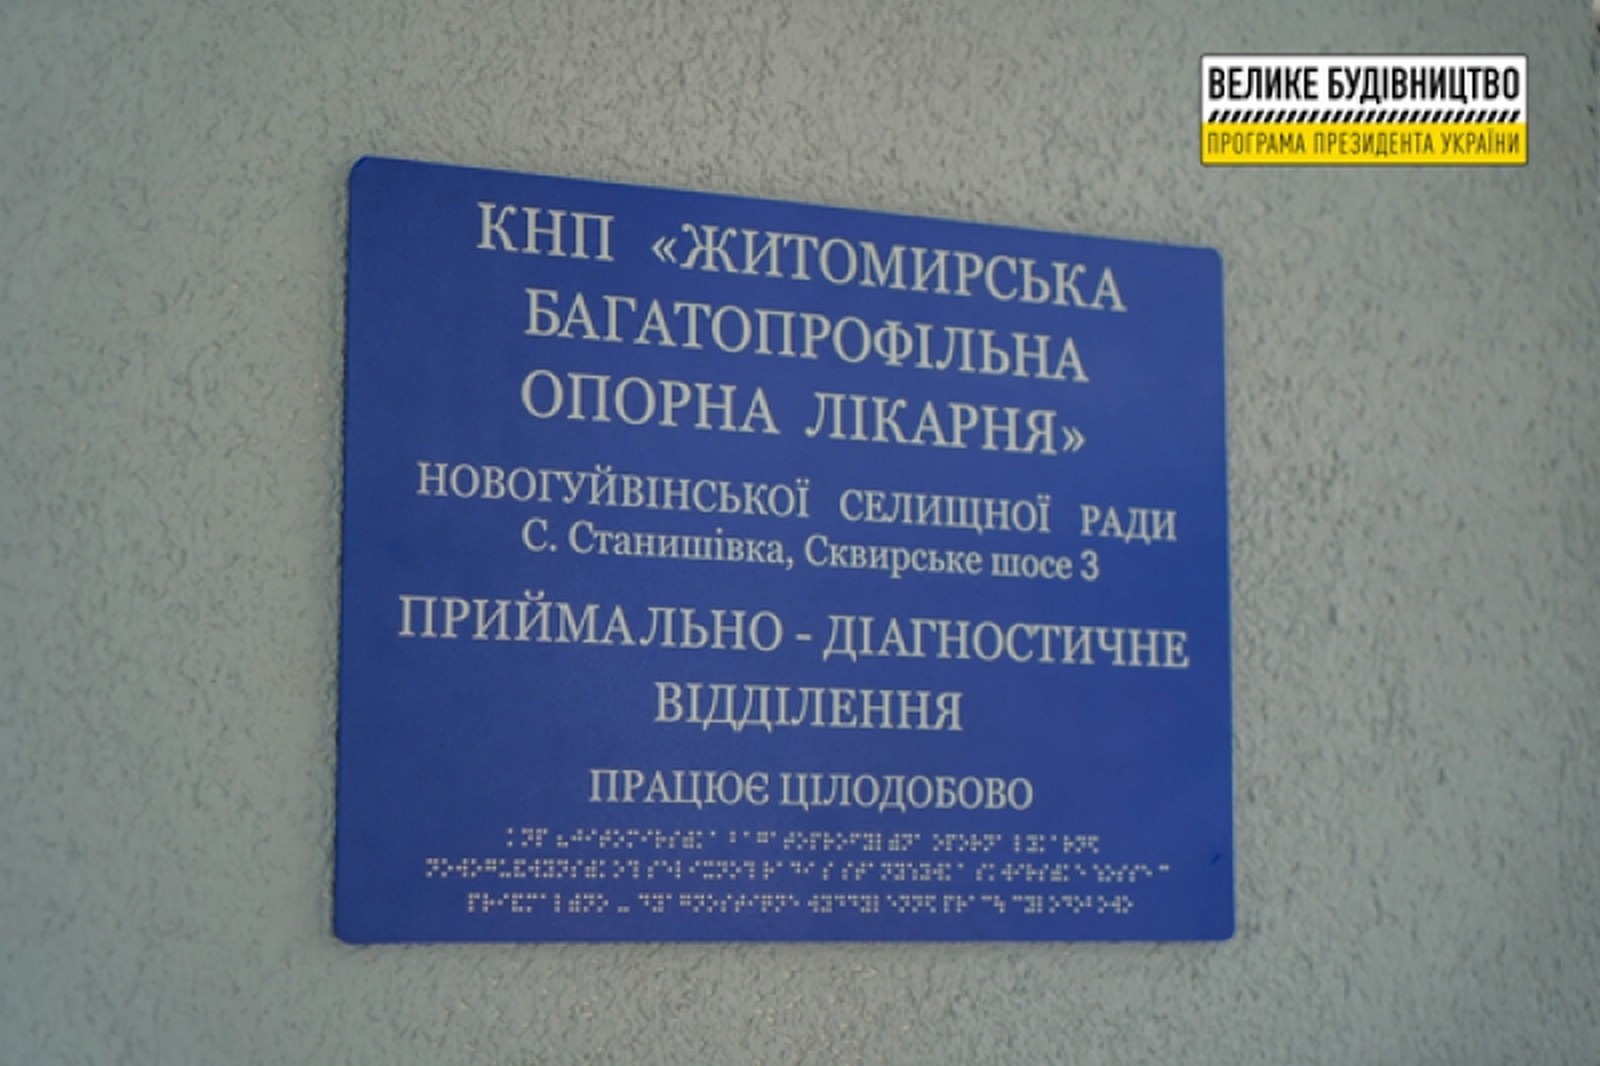 ВЕЛИКЕ БУДІВНИЦТВО
ПРОГРАМА ПРЕЗИДЕНТА УКРАЇНИ
КНП «ЖИТОМИРСЬКА
БАГАТОПРОФІЛЬНА
ОПОРНА ЛІКАРНЯ»
НОВОГУЙВІНСЬКОЇ СЕЛИЩНОЇ РАДИ
С. Станишівка, Сквирське шосе 3
ПРИЙМАЛЬНО - ДІАГНОСТИЧНЕ
ВІДДІЛЕННЯ
ПРАЦЮЄ ЦІЛОДОБОВО